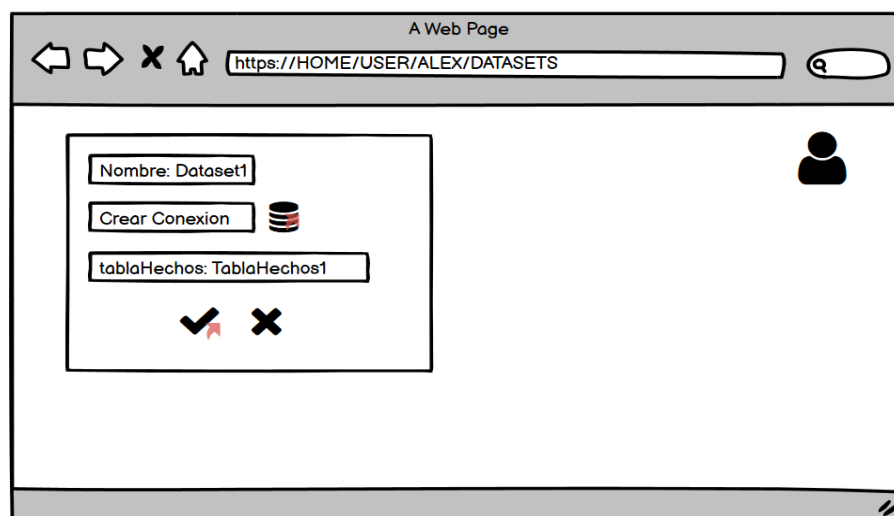 A Web Page
https://HOME/USER/ALEX/DATASETS
Nombre: Dataset1
Crear Conexion
tablaHechos: TablaHechos1